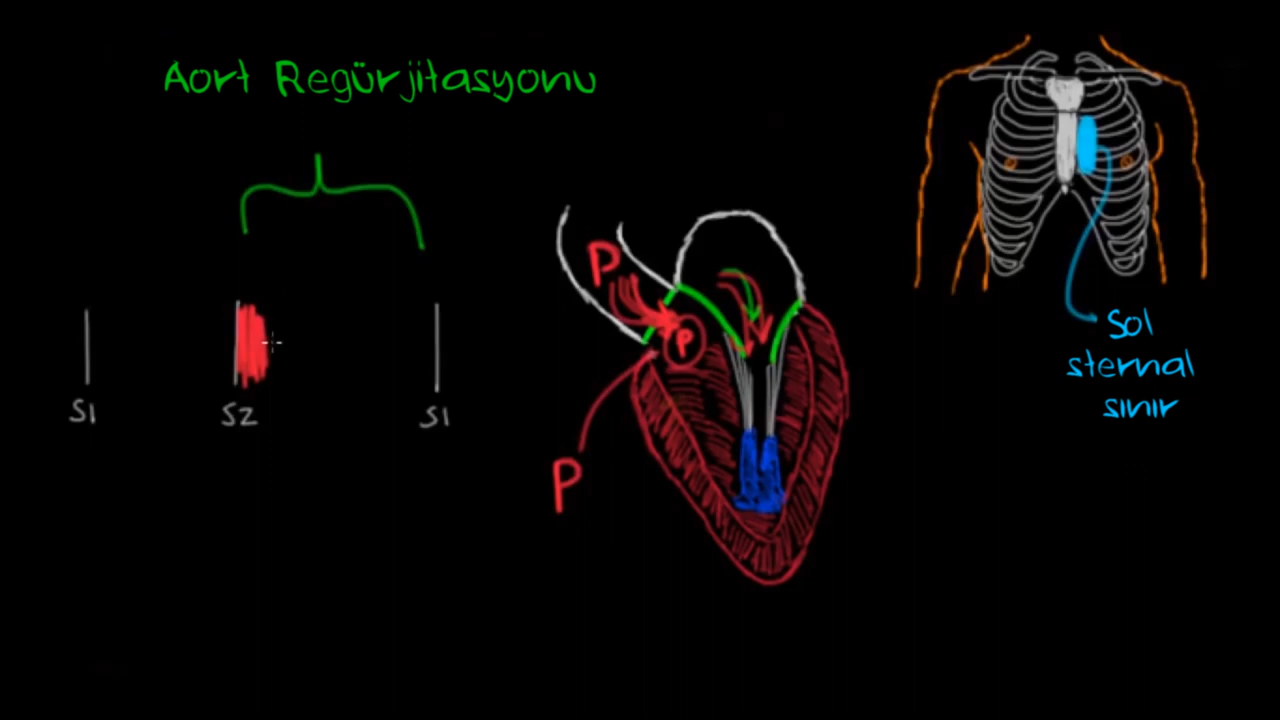 Aort Regürjitasyonu
S1
S2
S1
P
P
P
Sol
sternal
sınır